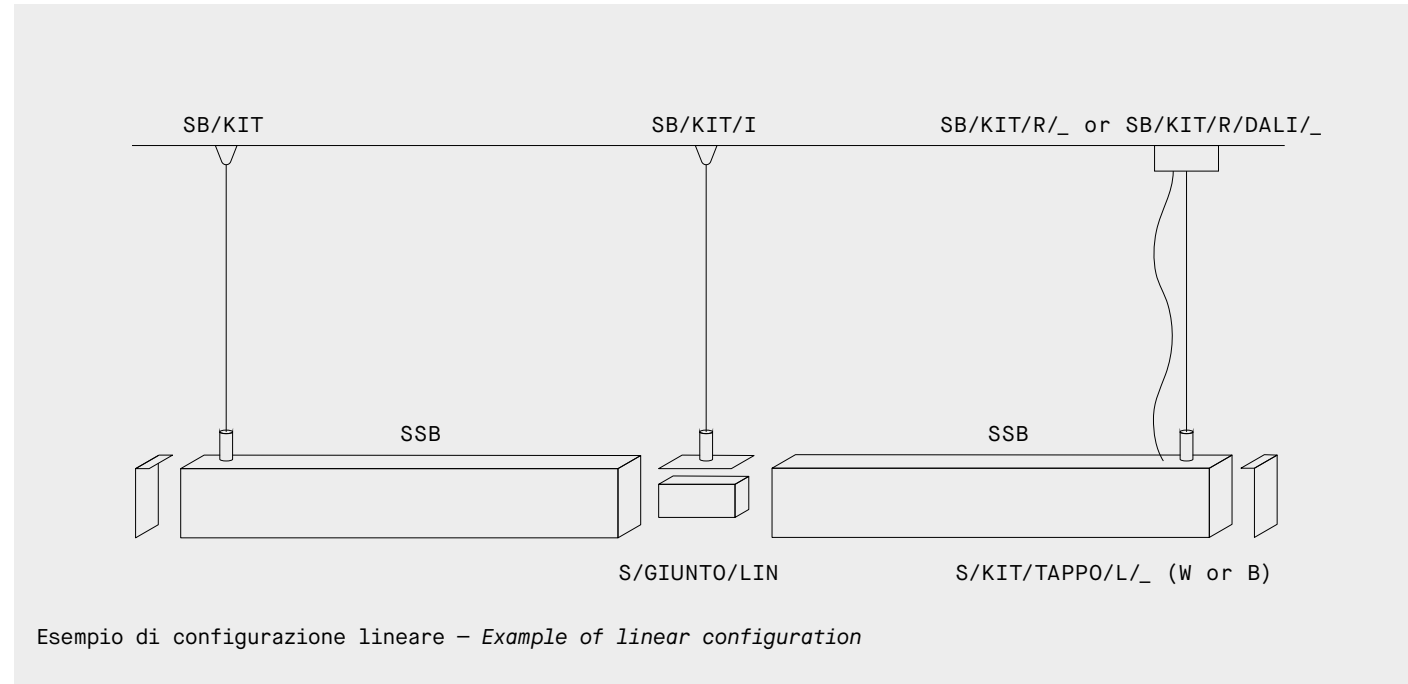 SB/KIT SB/KIT/I SB/KIT/R/_ or SB/KIT/R/DALI/_
SSB SSB
S/GIUNTO/LIN S/KIT/TAPPO/L/_ (W or B)
Esempio di configurazione lineare — Example of linear configuration